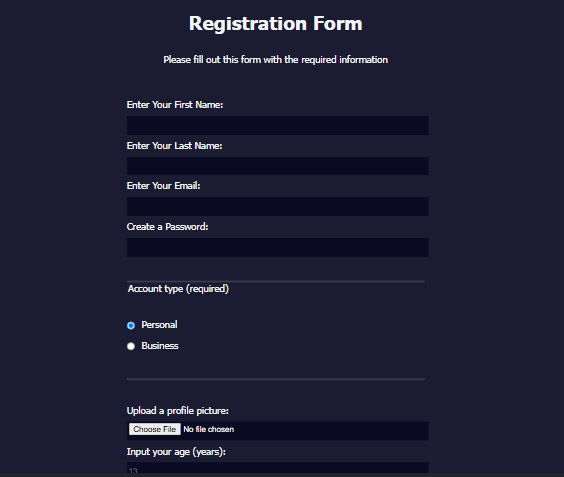 Registration Form
Please fill out this form with the required information
Enter Your First Name:
Enter Your Last Name:
Enter Your Email:
Create a Password:
Account type (required)
Personal
Business
Upload a profile picture:
Choose File No file chosen
Input your age (years):
13